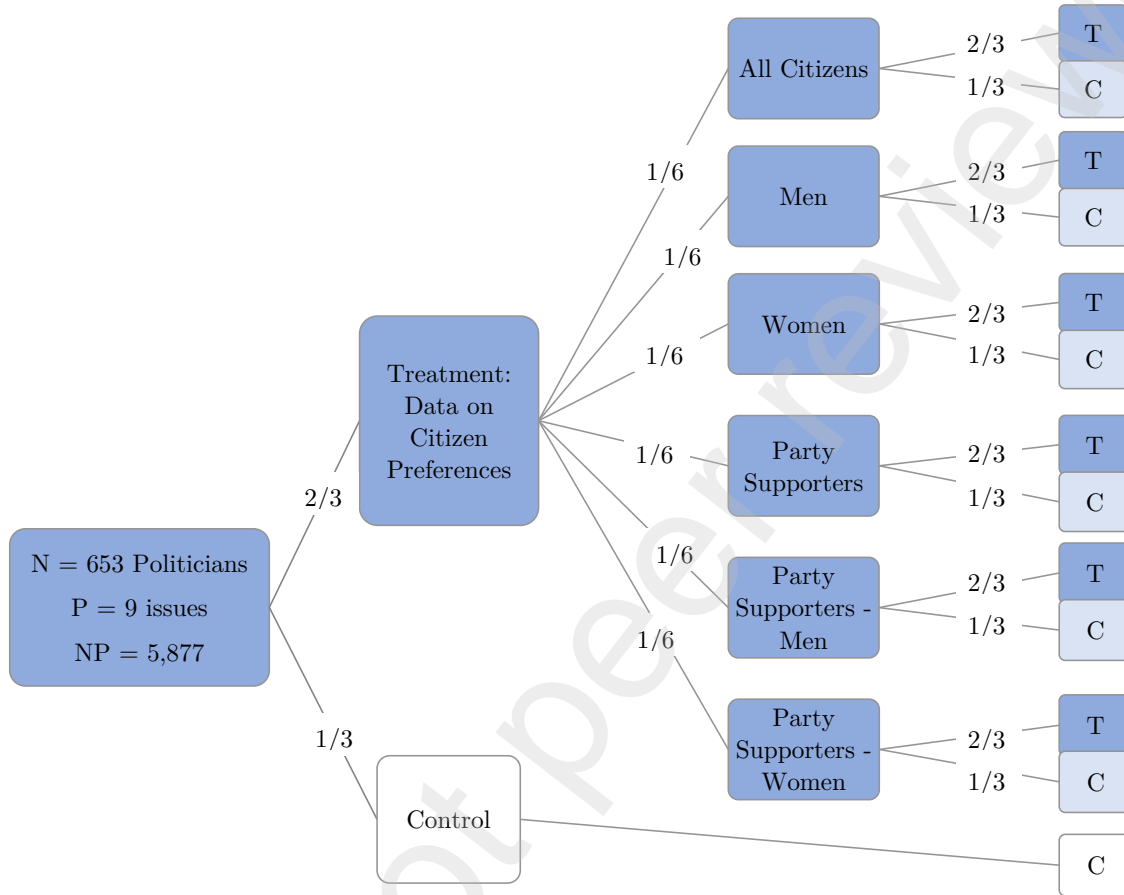 All Citizens
2/3
T
1/3
C
1/6
Men
2/3
T
1/3
C
1/6
Women
2/3
T
1/3
C
1/6
Treatment:
Data on
Citizen
Preferences
Party
Supporters
2/3
T
1/3
C
1/6
2/3
N = 653 Politicians
P = 9 issues
NP = 5,877
Party
Supporters -
Men
2/3
T
1/3
C
1/6
Party
Supporters -
Women
2/3
T
1/3
C
1/6
1/3
Control
C
ot peer review